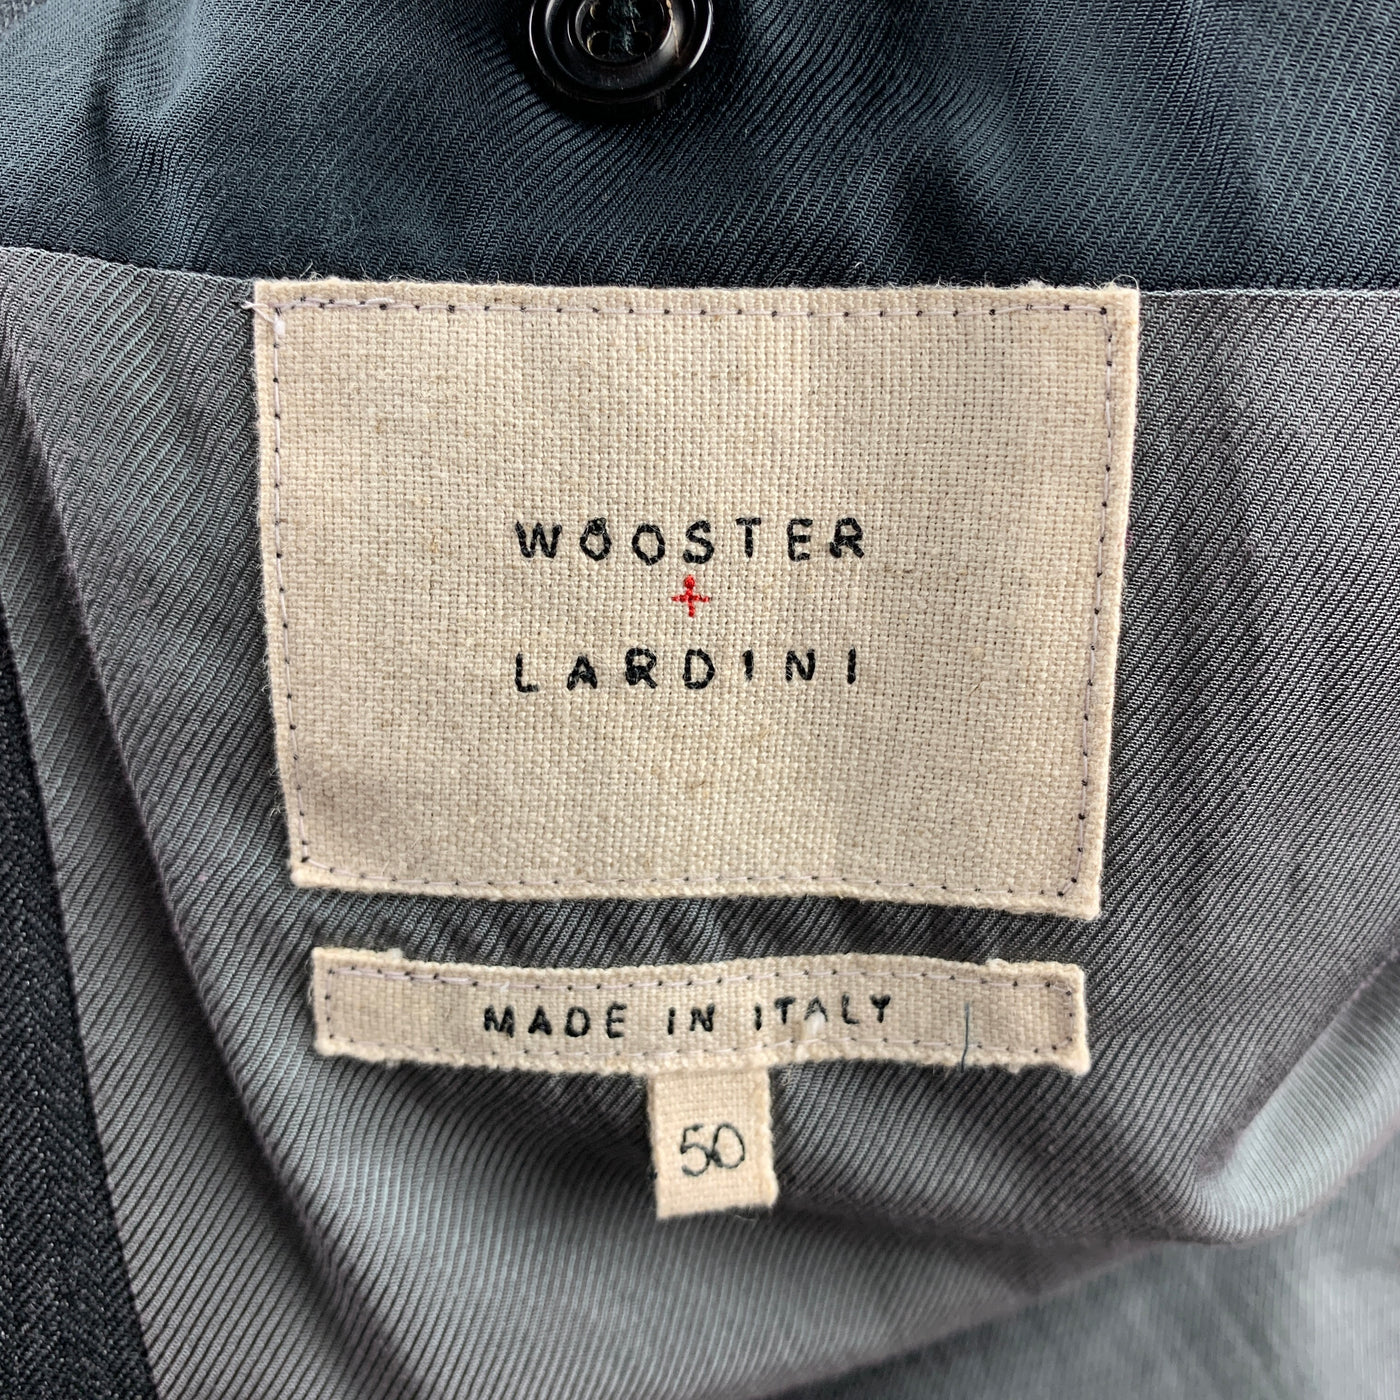 WOOSTER
+
LARDINI
MADE IN ITALY
50